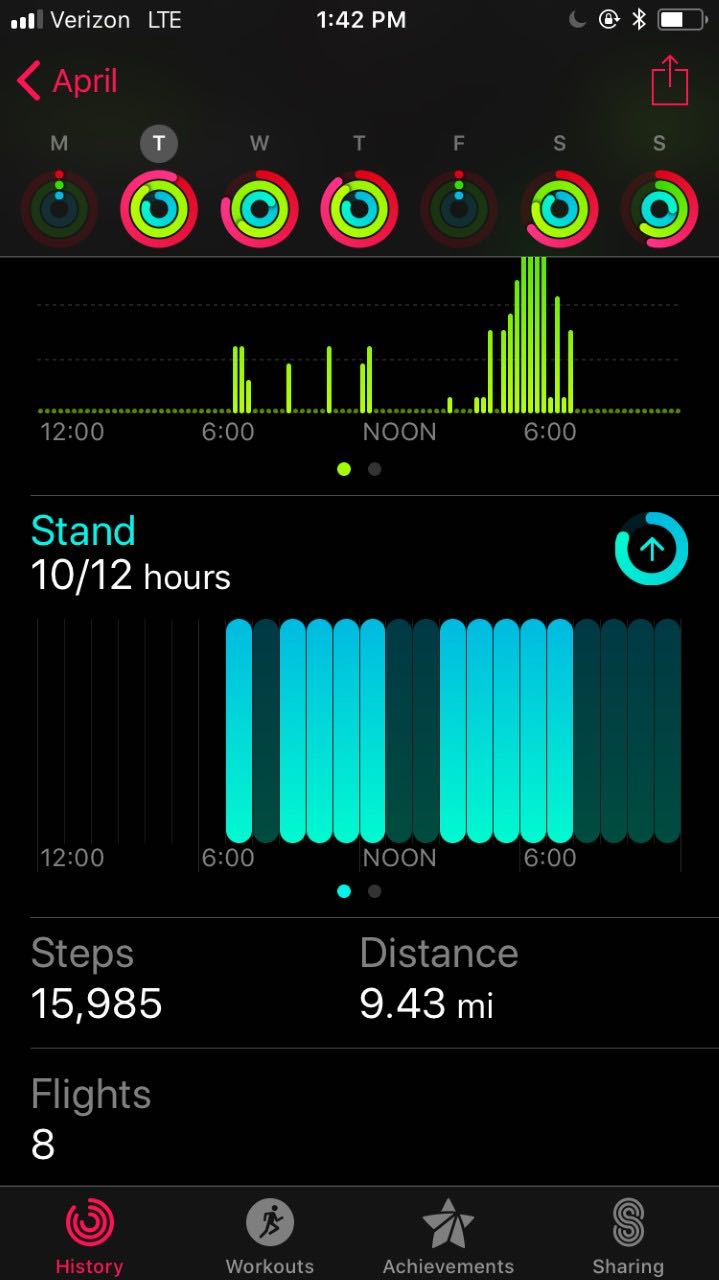 Verizon LTE 1:42 PM
April
M T W T F S S
12:00 6:00 NOON 6:00
Stand
10/12 hours
12:00 6:00 NOON 6:00
Steps Distance
15,985 9.43 mi
Flights
8
History Workouts Achievements Sharing